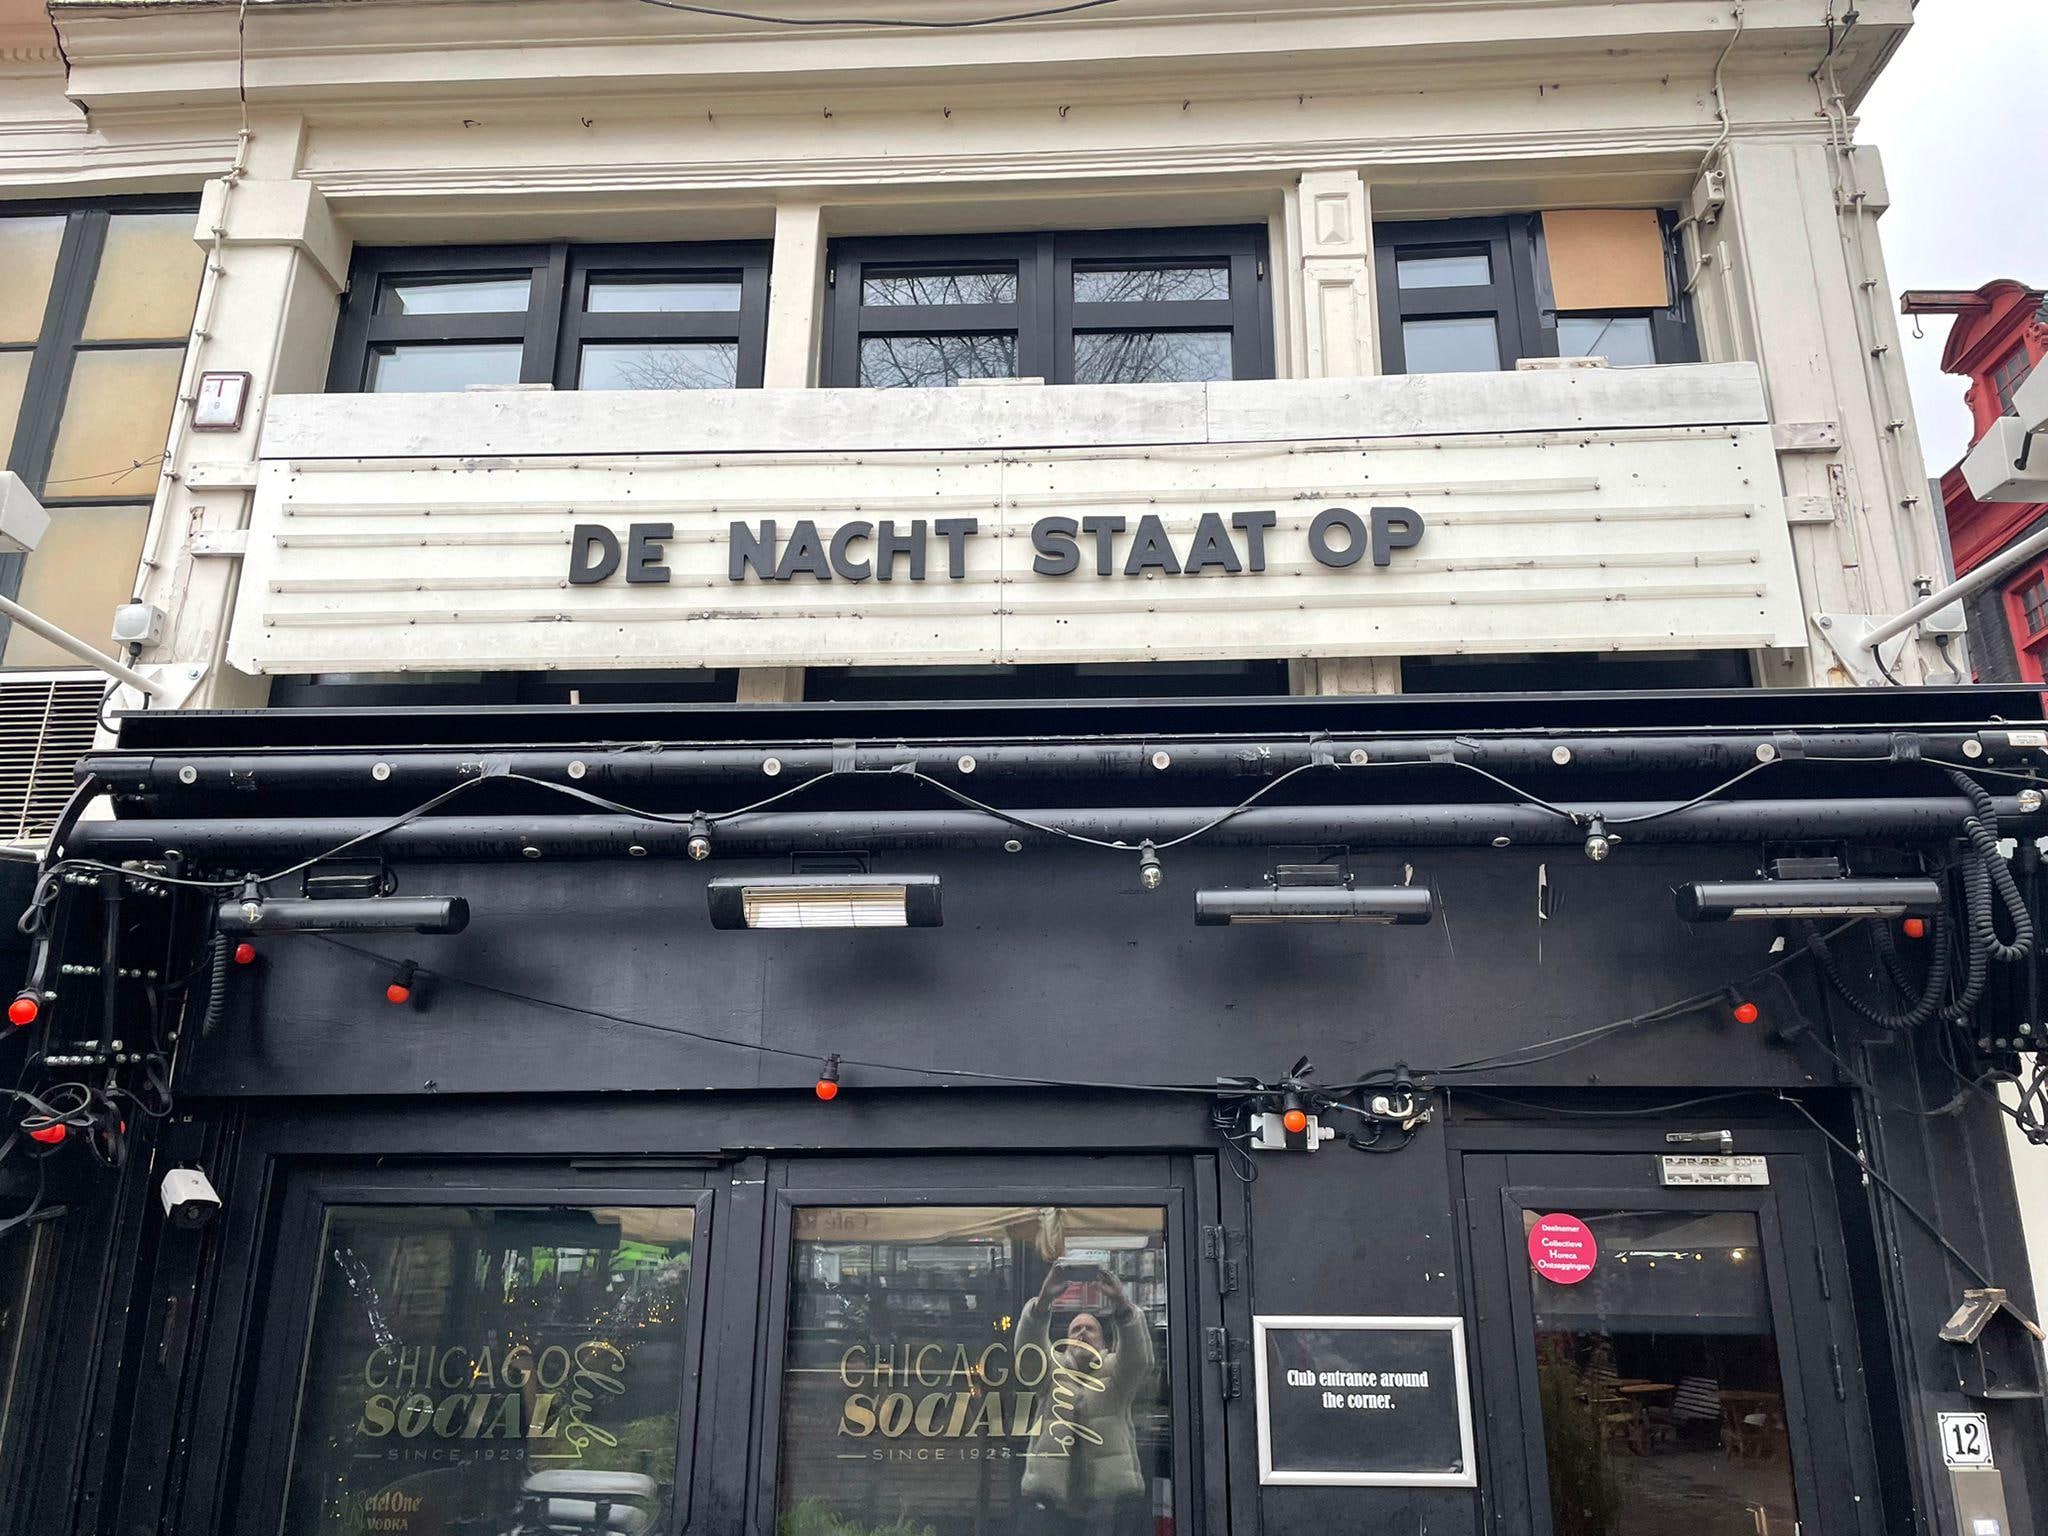 DE NACHT STAAT OP
CHICAGO
SOCIAL
Club
SINCE 1923
Ketel One
VODKA
CHICAGO
SOCIAL
Club
SINCE 1923
Club entrance around
the corner.
Deelnemer
Collectieve
Horeca
Ontzeggingen
12